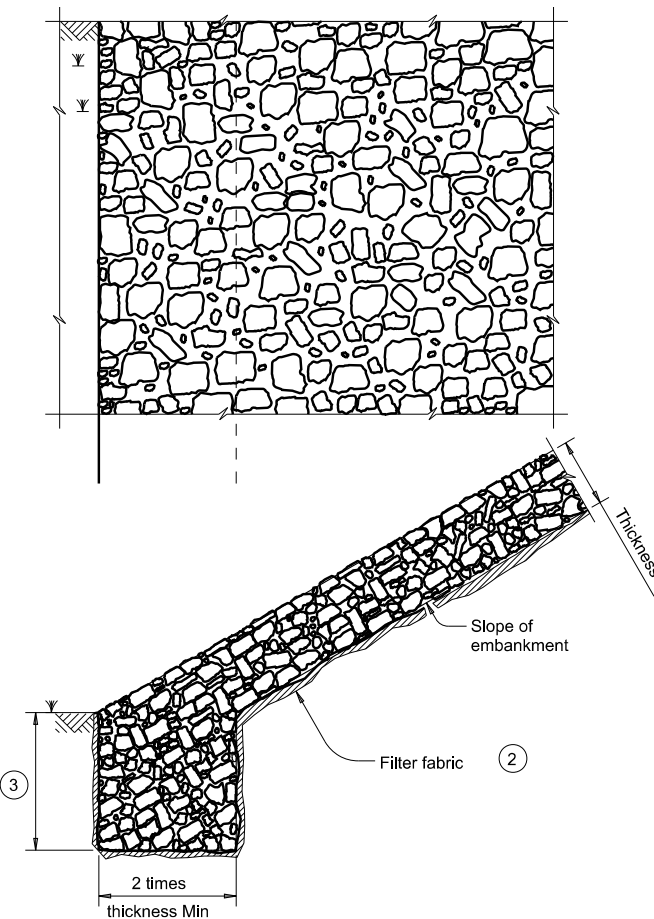 Thickness
Slope of
embankment
Filter fabric
2
3
2 times
thickness Min